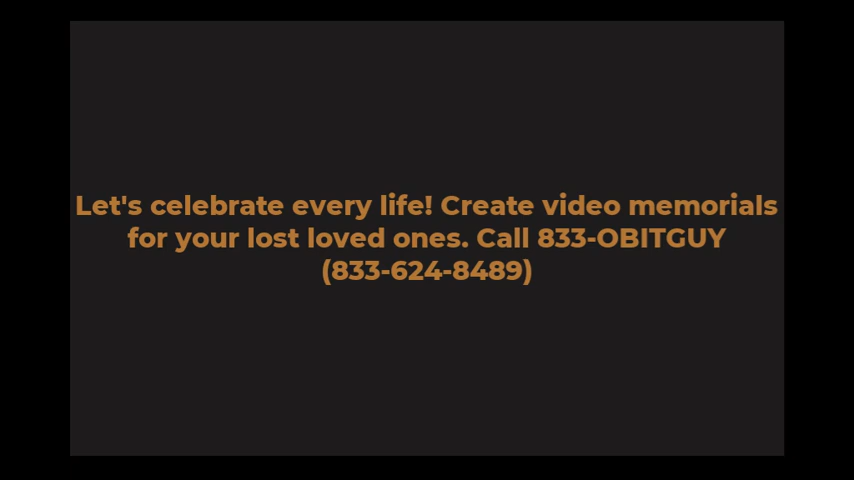 Let's celebrate every life! Create video memorials
for your lost loved ones. Call 833-OBITGUY
(833-624-8489)